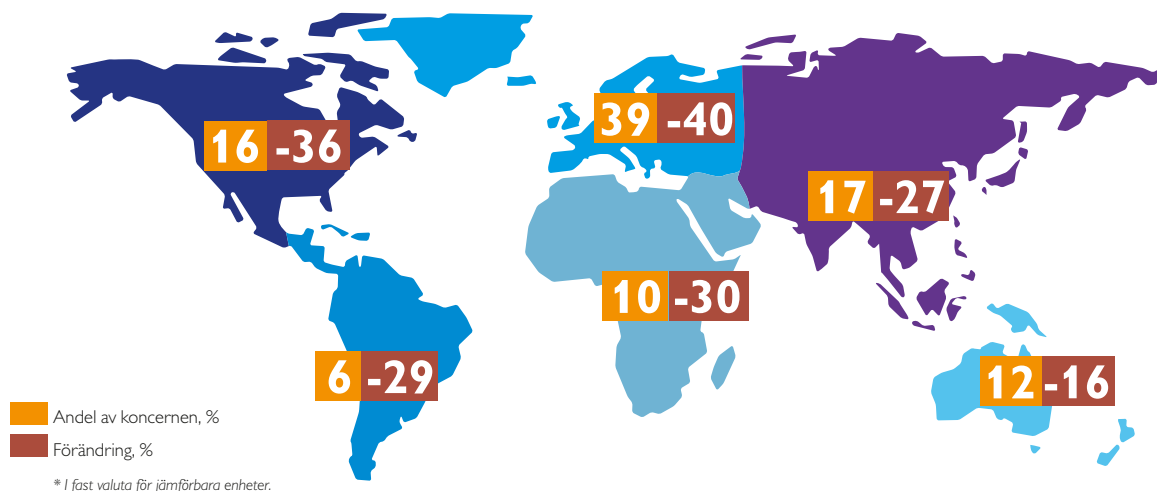 39 -40
16 -36
17 -27
10 -30
6 -29
12 -16
Andel av koncernen, %
Förändring, %
* I fast valuta för jämförbara enheter.